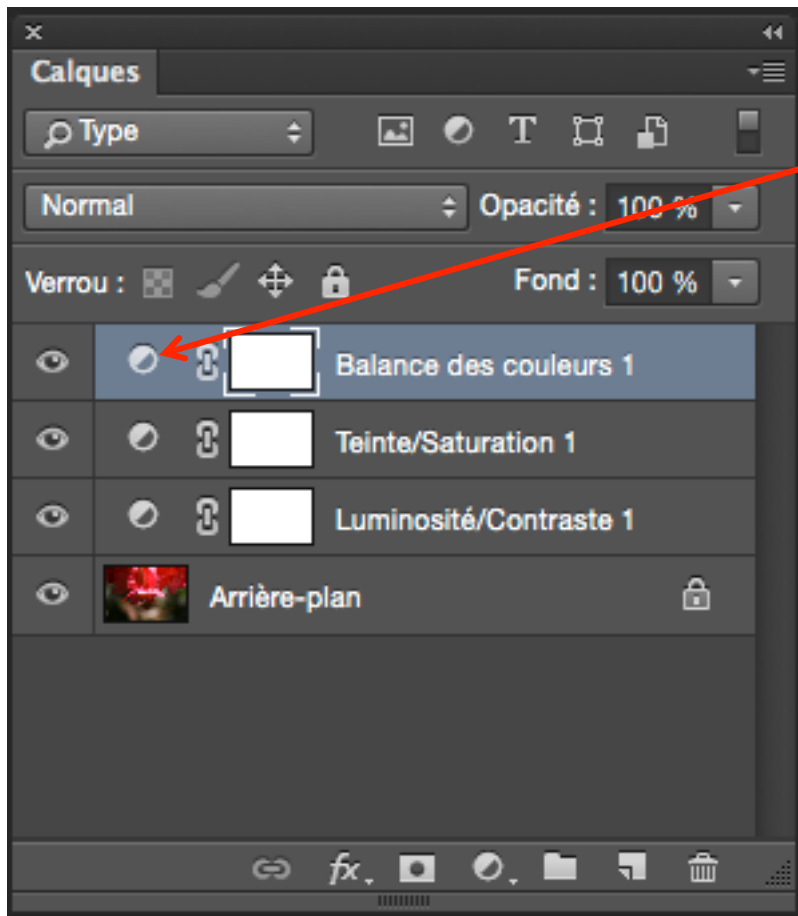 Calques
Type
T
Normal Opacité : 100 %
Verrou : Fond : 100 %
Balance des couleurs 1
Teinte/Saturation 1
Luminosité/Contraste 1
Arrière-plan
fx.